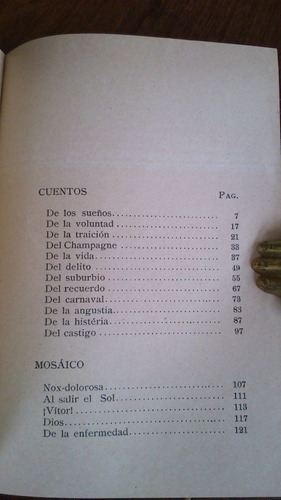 CUENTOS PAG.
De los sueños 7
De la voluntad 17
De la traición 21
Del Champagne 33
De la vida 37
Del delito 49
Del suburbio 55
Del recuerdo 67
Del carnaval 73
De la angustia 83
De la histéria 87
Del castigo 97
MOSÁICO
Nox-dolorosa 107
Al salir el Sol 111
¡Vítor! 113
Dios 117
De la enfermedad 121